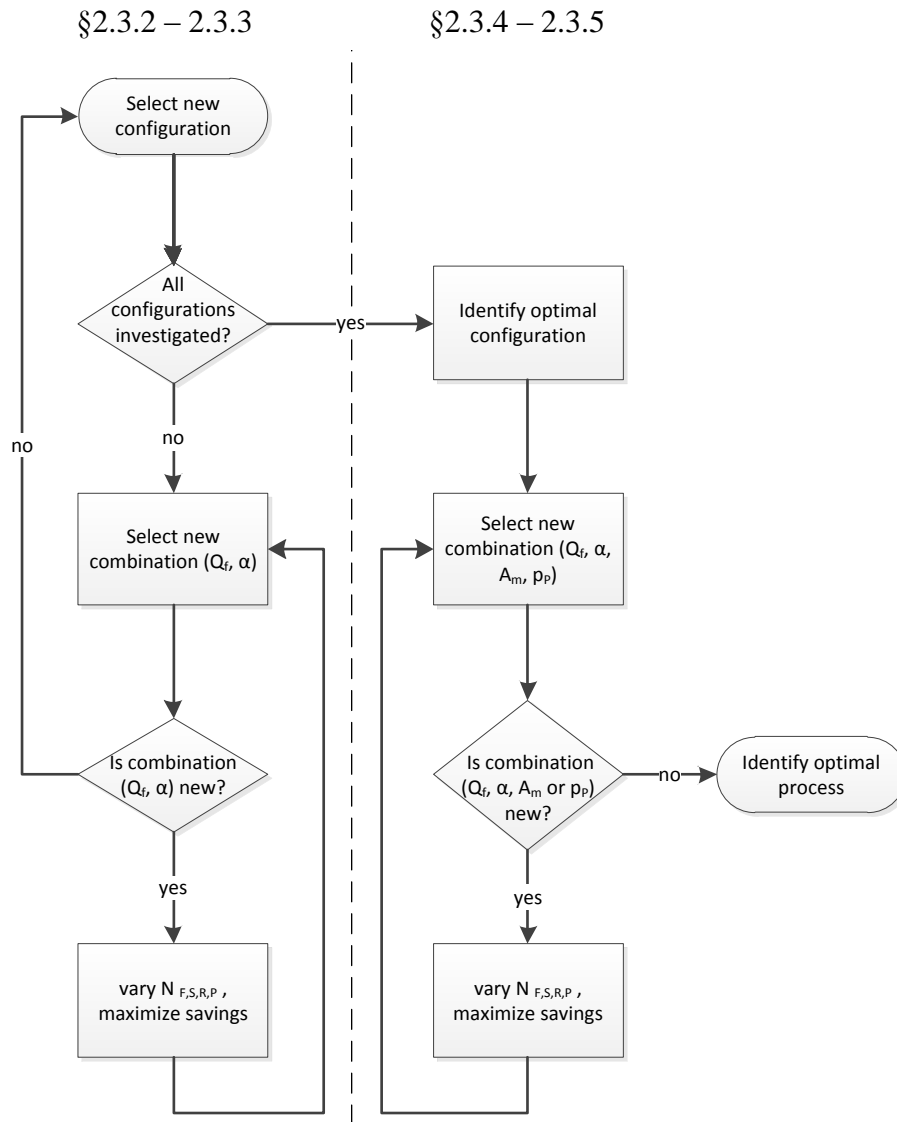 §2.3.2 – 2.3.3
§2.3.4 – 2.3.5
Select new
configuration
All
configurations
investigated?
yes
Identify optimal
configuration
no
no
Select new
combination (Qf, α)
Select new
combination (Qf, α,
Am, pP)
Is combination
(Qf, α) new?
Is combination
(Qf, α, Am or pP)
new?
no
Identify optimal
process
yes
yes
vary N F,S,R,P ,
maximize savings
vary N F,S,R,P ,
maximize savings